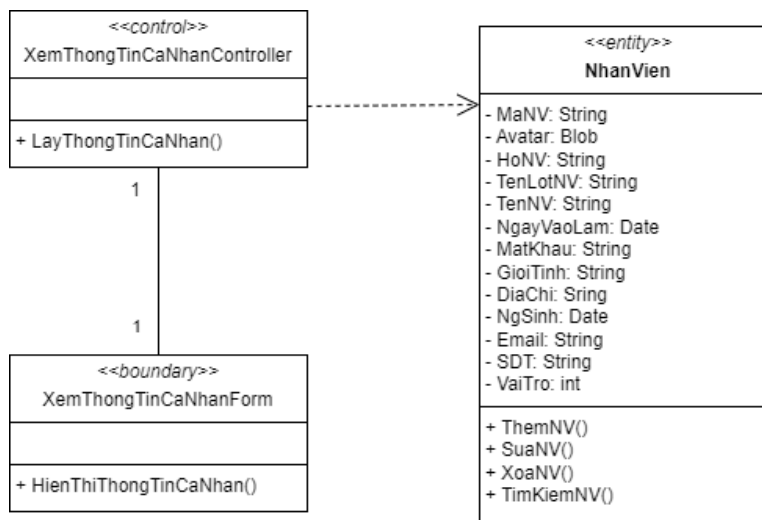 <<control>>
XemThongTinCaNhanController
+ LayThongTinCaNhan()
1
1
<<boundary>>
XemThongTinCaNhanForm
+ HienThiThongTinCaNhan()
<<entity>>
NhanVien
- MaNV: String
- Avatar: Blob
- HoNV: String
- TenLotNV: String
- TenNV: String
- NgayVaoLam: Date
- MatKhau: String
- GioiTinh: String
- DiaChi: Sring
- NgSinh: Date
- Email: String
- SDT: String
- VaiTro: int
+ ThemNV()
+ SuaNV()
+ XoaNV()
+ TimKiemNV()